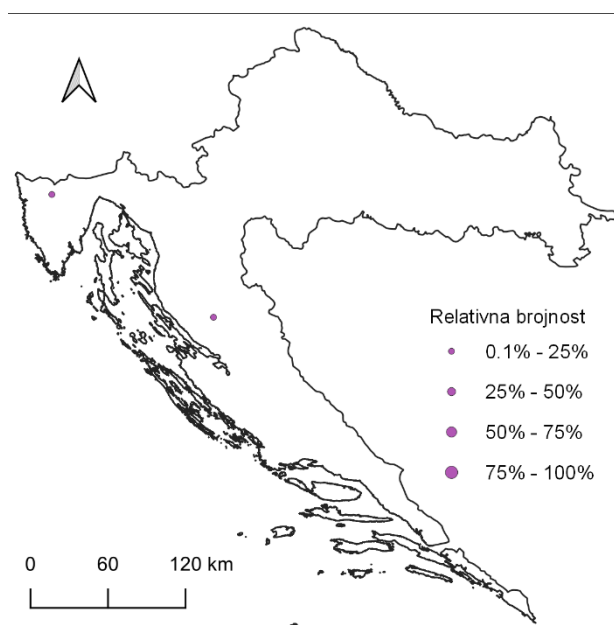 Relativna brojnost
0.1% - 25%
25% - 50%
50% - 75%
75% - 100%
0 60 120 km